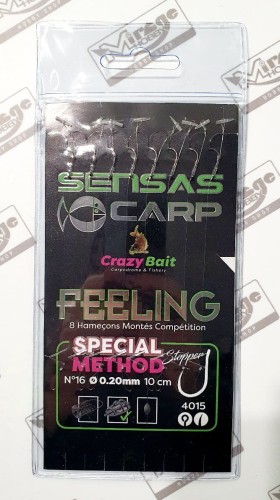 SENSAS
CARP
Crazy Bait
Carpodrome & Fishery
FEELING
8 Hameçons Montés Compétition
SPECIAL
METHOD
Stopper
N°16 Ø 0.20mm 10 cm
4015
Mirage